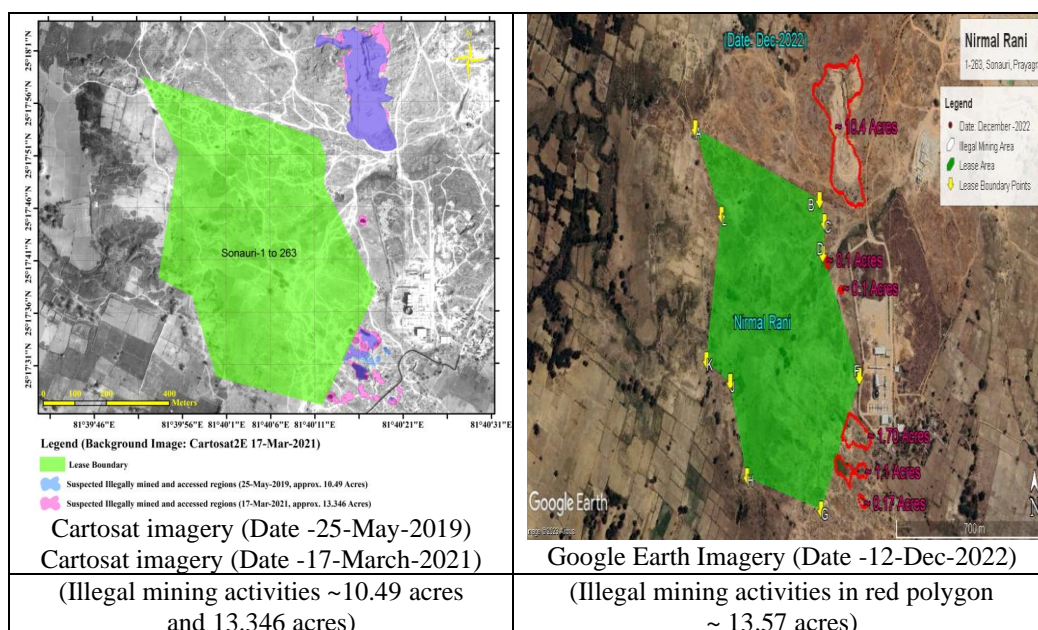 25°18'1"N
25°17'56"N
25°17'51"N
25°17'46"N
25°17'41"N
25°17'36"N
25°17'31"N
Sonauri-1 to 263
0 100 200 400
Meters
81°39'46"E 81°39'56"E 81°40'1"E 81°40'11"E 81°40'21"E 81°40'31"E
Legend (Background Image: Cartosat2E 17-Mar-2021)
Lease Boundary
Suspected Illegally mined and accessed regions (25-May-2019, approx. 10.49 Acres)
Suspected Illegally mined and accessed regions (17-Mar-2021, approx. 13.346 Acres)
Cartosat imagery (Date -25-May-2019)
Cartosat imagery (Date -17-March-2021)
(Illegal mining activities ~10.49 acres
and 13.346 acres)
(Date- Dec-2022)
Nirmal Rani
1-263, Sonauri, Prayagr
Legend
Date: December -2022
Illegal Mining Area
Lease Area
Lease Boundary Points
~ 10.4 Acres
A
B
L
C
D
~ 0.1 Acres
~ 0.1 Acres
Nirmal Rani
K
F
J
~ 1.70 Acres
~ 1.1 Acres
H
~ 0.17 Acres
G
Google Earth
700 m
N
Google Earth Imagery (Date -12-Dec-2022)
(Illegal mining activities in red polygon
~ 13.57 acres)